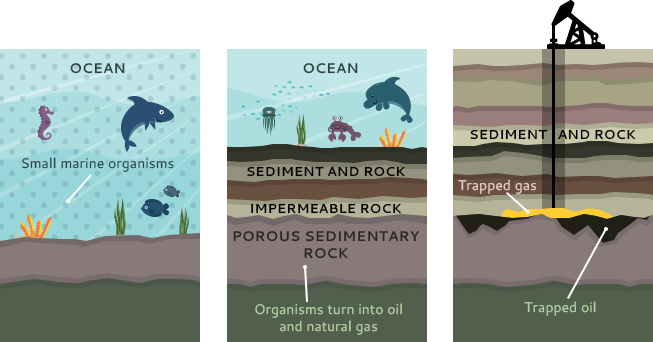 OCEAN
Small marine organisms
OCEAN
SEDIMENT AND ROCK
IMPERMEABLE ROCK
POROUS SEDIMENTARY
ROCK
Organisms turn into oil
and natural gas
SEDIMENT AND ROCK
Trapped gas
Trapped oil